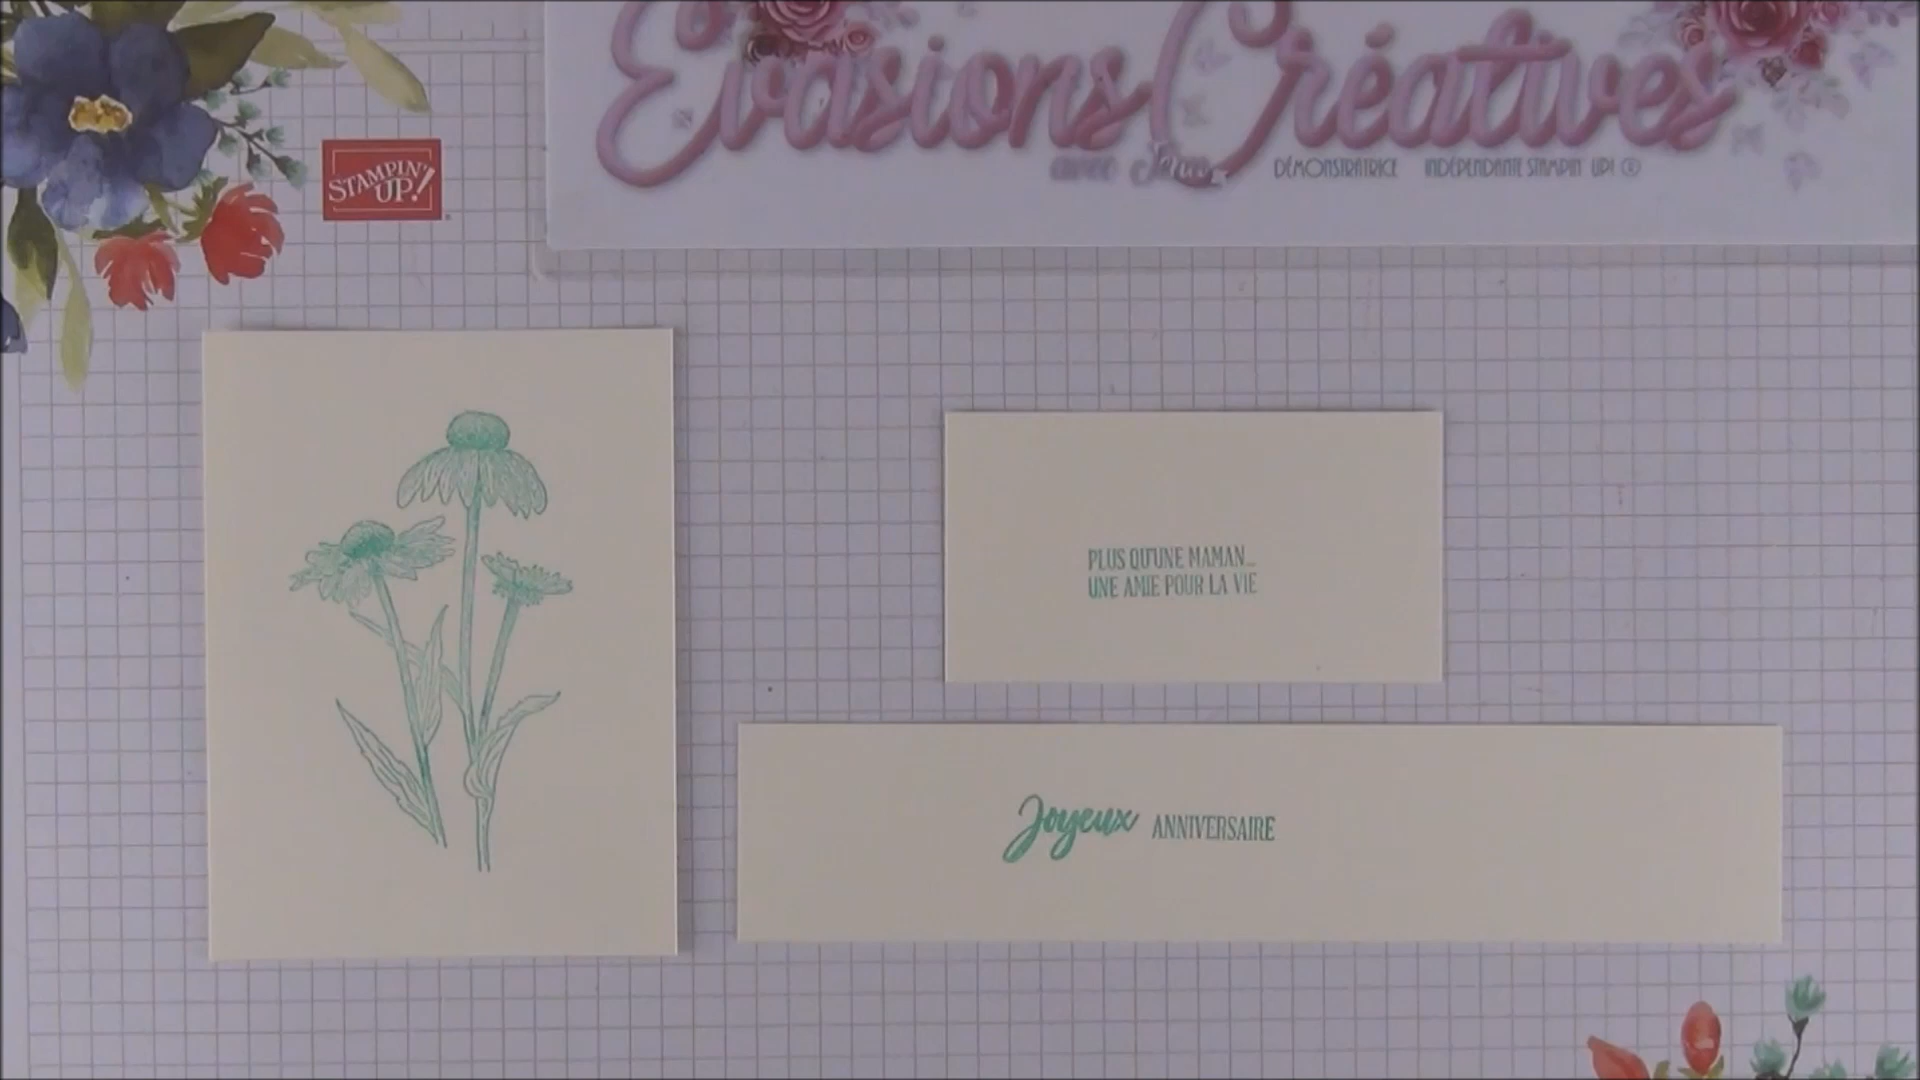 Evasions Créatives
DÉMONSTRATRICE INDÉPENDANTE STAMPIN' UP! ®
STAMPIN' UP!
PLUS QU'UNE MAMAN...
UNE AMIE POUR LA VIE
Joyeux ANNIVERSAIRE